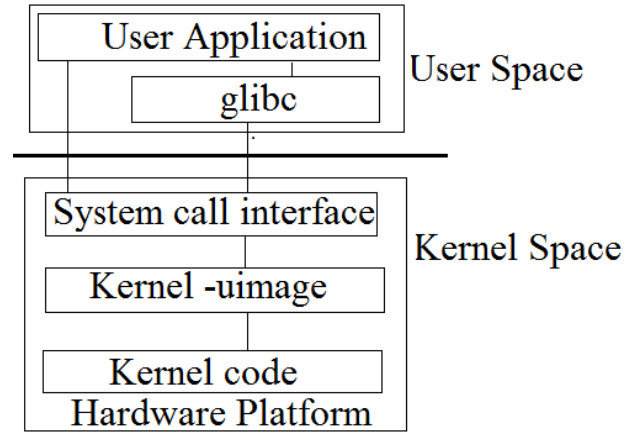 User Application
User Space
glibc
System call interface
Kernel Space
Kernel -uimage
Kernel code
Hardware Platform